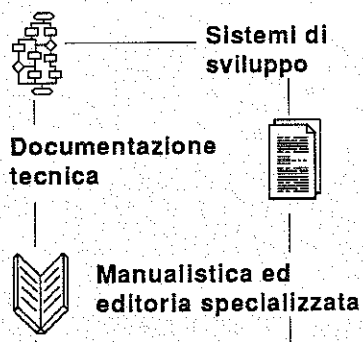 Sistemi di
sviluppo
Documentazione
tecnica
Manualistica ed
editoria specializzata